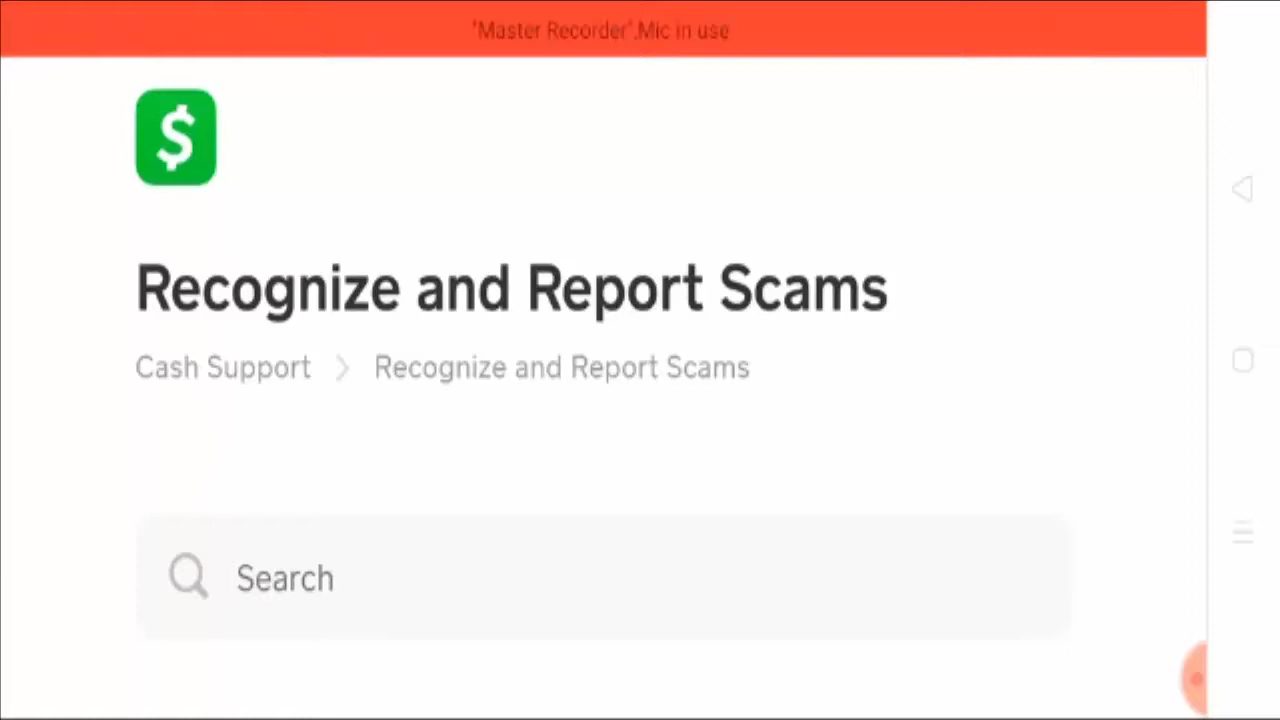 'Master Recorder'.Mic in use
$
Recognize and Report Scams
Cash Support > Recognize and Report Scams
Search